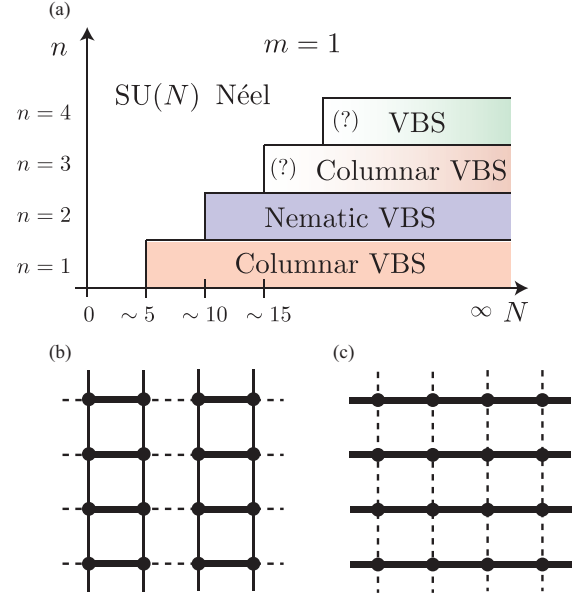 (a)
n
m = 1
SU(N) Néel
n = 4
(?) VBS
n = 3
(?) Columnar VBS
n = 2
Nematic VBS
n = 1
Columnar VBS
0 ∼ 5 ∼ 10 ∼ 15 ∞ N
(b) (c)